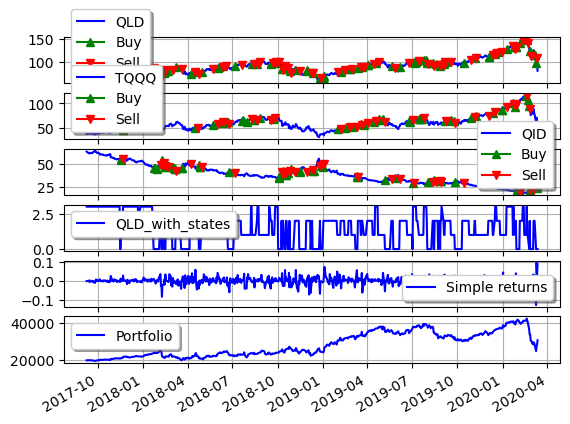 QLD
Buy
Sell
150
100
TQQQ
Buy
Sell
100
50
QID
Buy
Sell
50
25
QLD_with_states
2.5
0.0
Simple returns
0.1
0.0
−0.1
Portfolio
40000
20000
2017-10 2018-01 2018-04 2018-07 2018-10 2019-01 2019-04 2019-07 2019-10 2020-01 2020-04